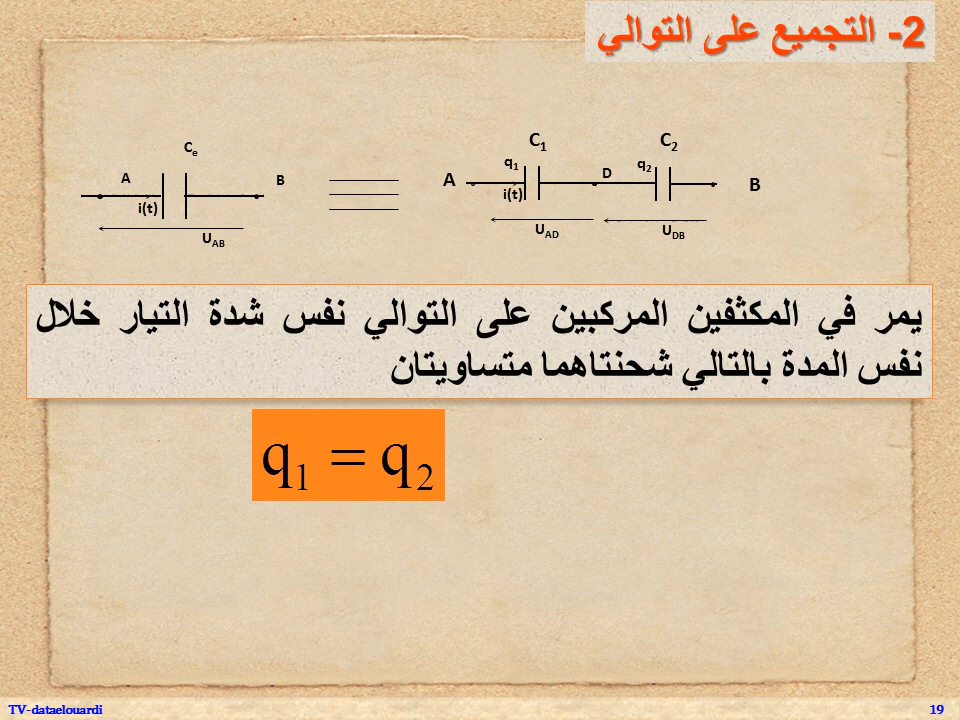 2- التجميع على التوالي
Ce
A
B
i(t)
UAB
C1
C2
q1
q2
A
D
B
i(t)
UAD
UDB
يمر في المكثفين المركبين على التوالي نفس شدة التيار خلال
نفس المدة بالتالي شحنتاهما متساويتان
q1 = q2
TV-dataelouardi
19